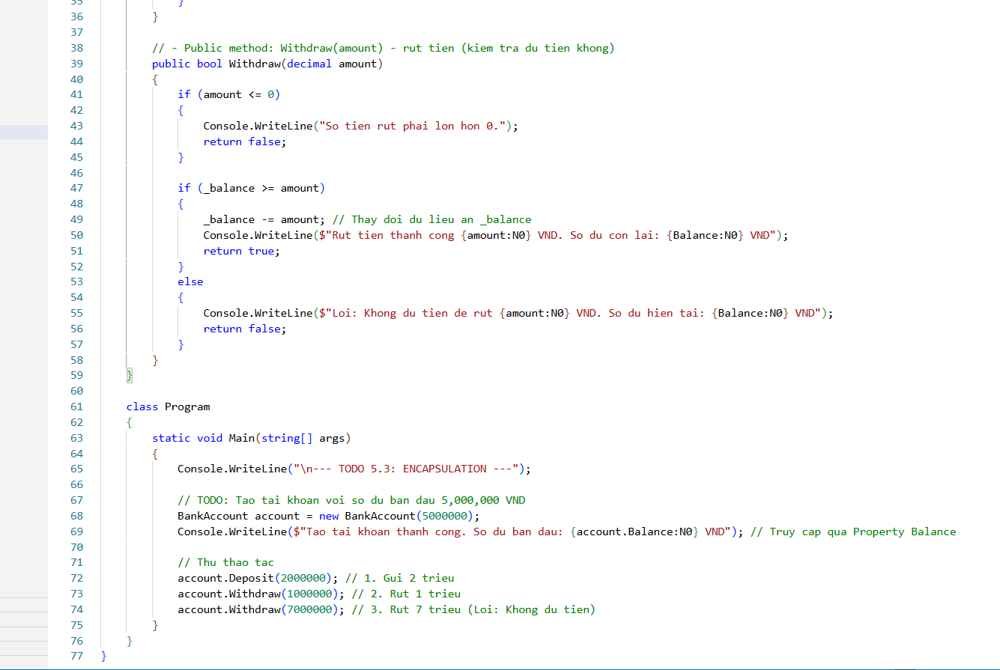 35 }
36 }
37
38 // - Public method: Withdraw(amount) - rut tien (kiem tra du tien khong)
39 public bool Withdraw(decimal amount)
40 {
41 if (amount <= 0)
42 {
43 Console.WriteLine("So tien rut phai lon hon 0.");
44 return false;
45 }
46
47 if (_balance >= amount)
48 {
49 _balance -= amount; // Thay doi du lieu an _balance
50 Console.WriteLine($"Rut tien thanh cong {amount:N0} VND. So du con lai: {Balance:N0} VND");
51 return true;
52 }
53 else
54 {
55 Console.WriteLine($"Loi: Khong du tien de rut {amount:N0} VND. So du hien tai: {Balance:N0} VND");
56 return false;
57 }
58 }
59 }
60
61 class Program
62 {
63 static void Main(string[] args)
64 {
65 Console.WriteLine("\n--- TODO 5.3: ENCAPSULATION ---");
66
67 // TODO: Tao tai khoan voi so du ban dau 5,000,000 VND
68 BankAccount account = new BankAccount(5000000);
69 Console.WriteLine($"Tao tai khoan thanh cong. So du ban dau: {account.Balance:N0} VND"); // Truy cap qua Property Balance
70
71 // Thu thao tac
72 account.Deposit(2000000); // 1. Gui 2 trieu
73 account.Withdraw(1000000); // 2. Rut 1 trieu
74 account.Withdraw(7000000); // 3. Rut 7 trieu (Loi: Khong du tien)
75 }
76 }
77 }